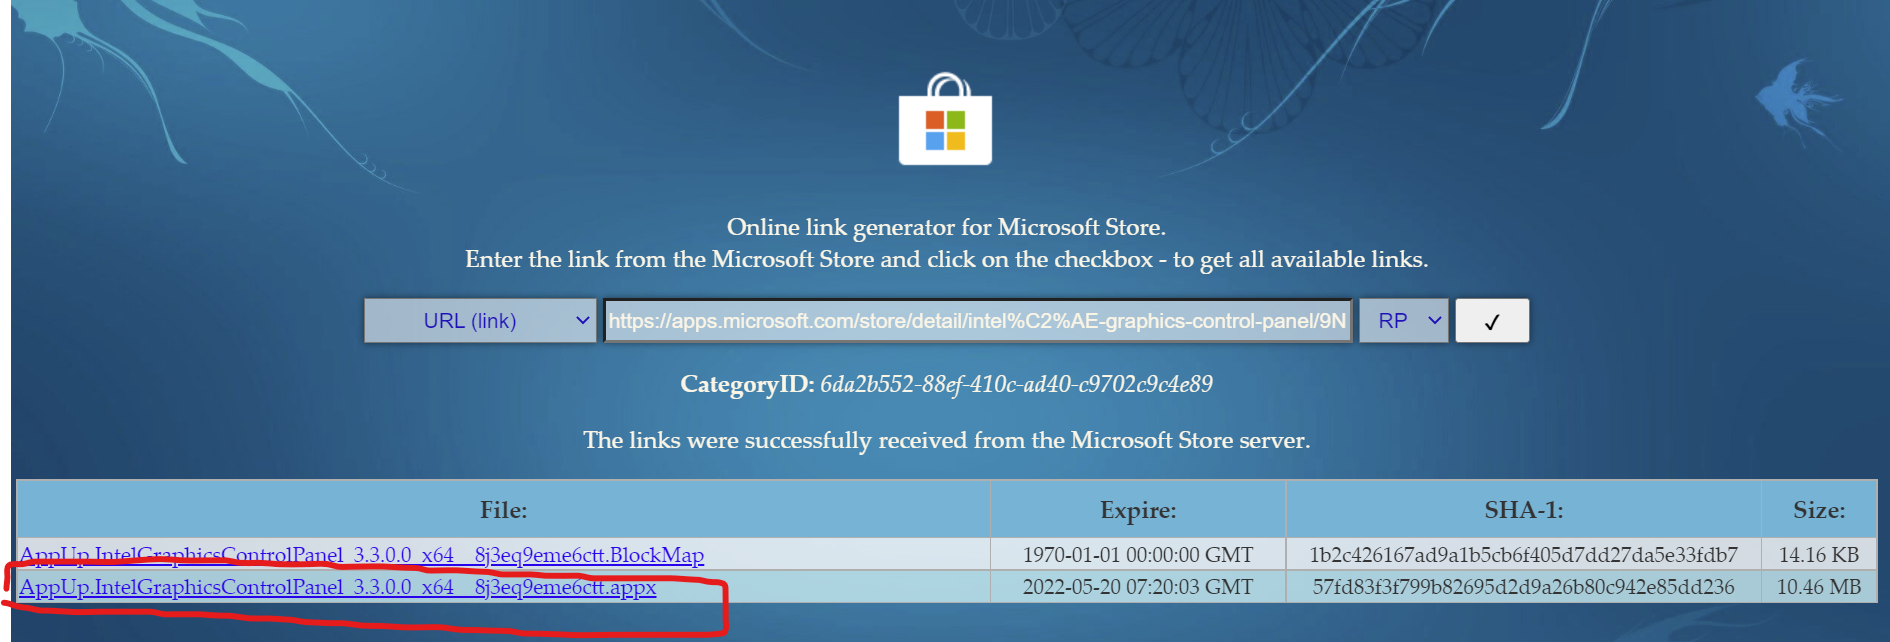 Online link generator for Microsoft Store.
Enter the link from the Microsoft Store and click on the checkbox - to get all available links.
URL (link) https://apps.microsoft.com/store/detail/intel%C2%AE-graphics-control-panel/9N RP ✓
CategoryID: 6da2b552-88ef-410c-ad40-c9702c9c4e89
The links were successfully received from the Microsoft Store server.
File: Expire: SHA-1: Size:
AppUp.IntelGraphicsControlPanel_3.3.0.0_x64__8j3eq9eme6ctt.BlockMap 1970-01-01 00:00:00 GMT 1b2c426167ad9a1b5cb6f405d7dd27da5e33fdb7 14.16 KB
AppUp.IntelGraphicsControlPanel_3.3.0.0_x64__8j3eq9eme6ctt.appx 2022-05-20 07:20:03 GMT 57fd83f3f799b82695d2d9a26b80c942e85dd236 10.46 MB